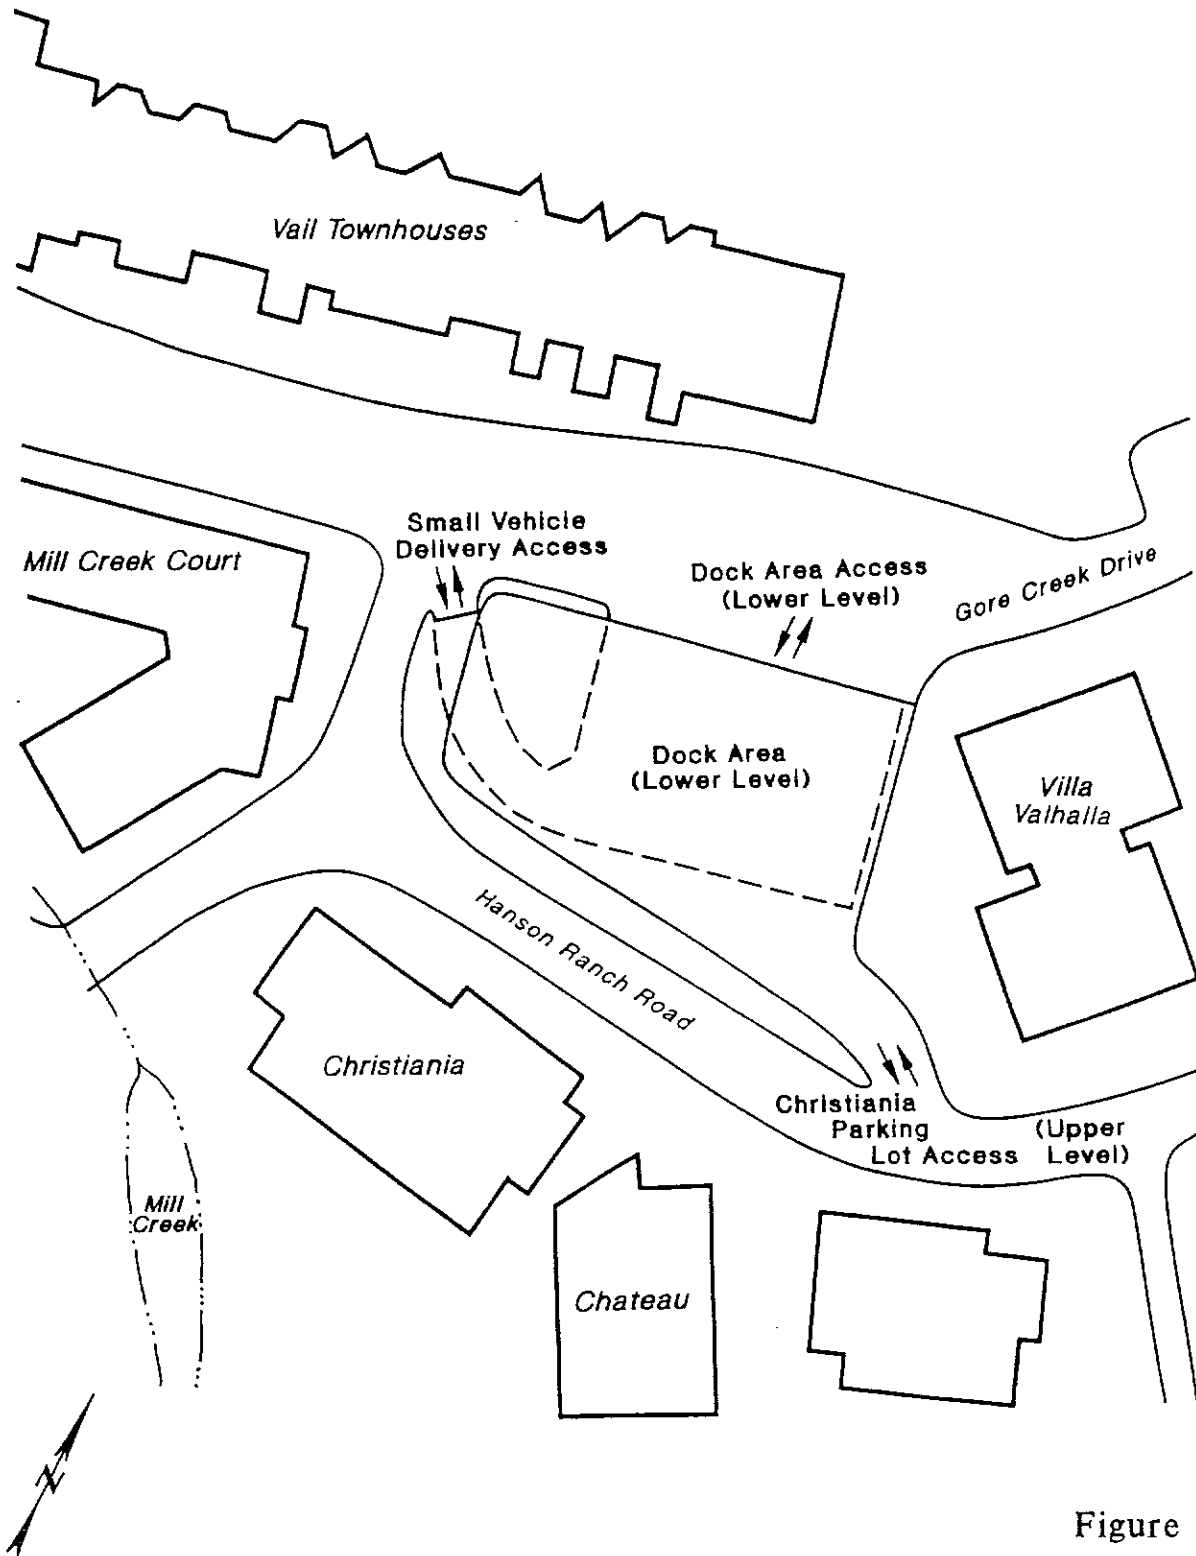 Vail Townhouses
Small Vehicle
Delivery Access
Mill Creek Court
Dock Area Access
(Lower Level)
Gore Creek Drive
Dock Area
(Lower Level)
Villa
Valhalla
Hanson Ranch Road
Christiania
Christiania
Parking
Lot Access
(Upper
Level)
Mill
Creek
Chateau
N
Figure